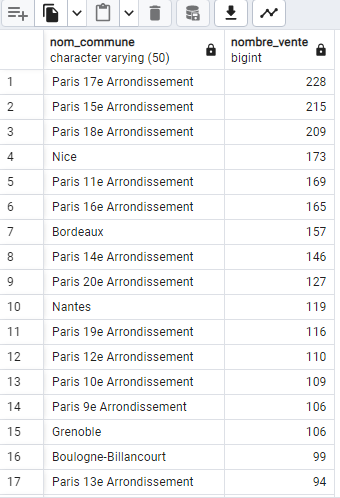 nom_commune nombre_vente
character varying (50) bigint
1 Paris 17e Arrondissement 228
2 Paris 15e Arrondissement 215
3 Paris 18e Arrondissement 209
4 Nice 173
5 Paris 11e Arrondissement 169
6 Paris 16e Arrondissement 165
7 Bordeaux 157
8 Paris 14e Arrondissement 146
9 Paris 20e Arrondissement 127
10 Nantes 119
11 Paris 19e Arrondissement 116
12 Paris 12e Arrondissement 110
13 Paris 10e Arrondissement 109
14 Paris 9e Arrondissement 106
15 Grenoble 106
16 Boulogne-Billancourt 99
17 Paris 13e Arrondissement 94